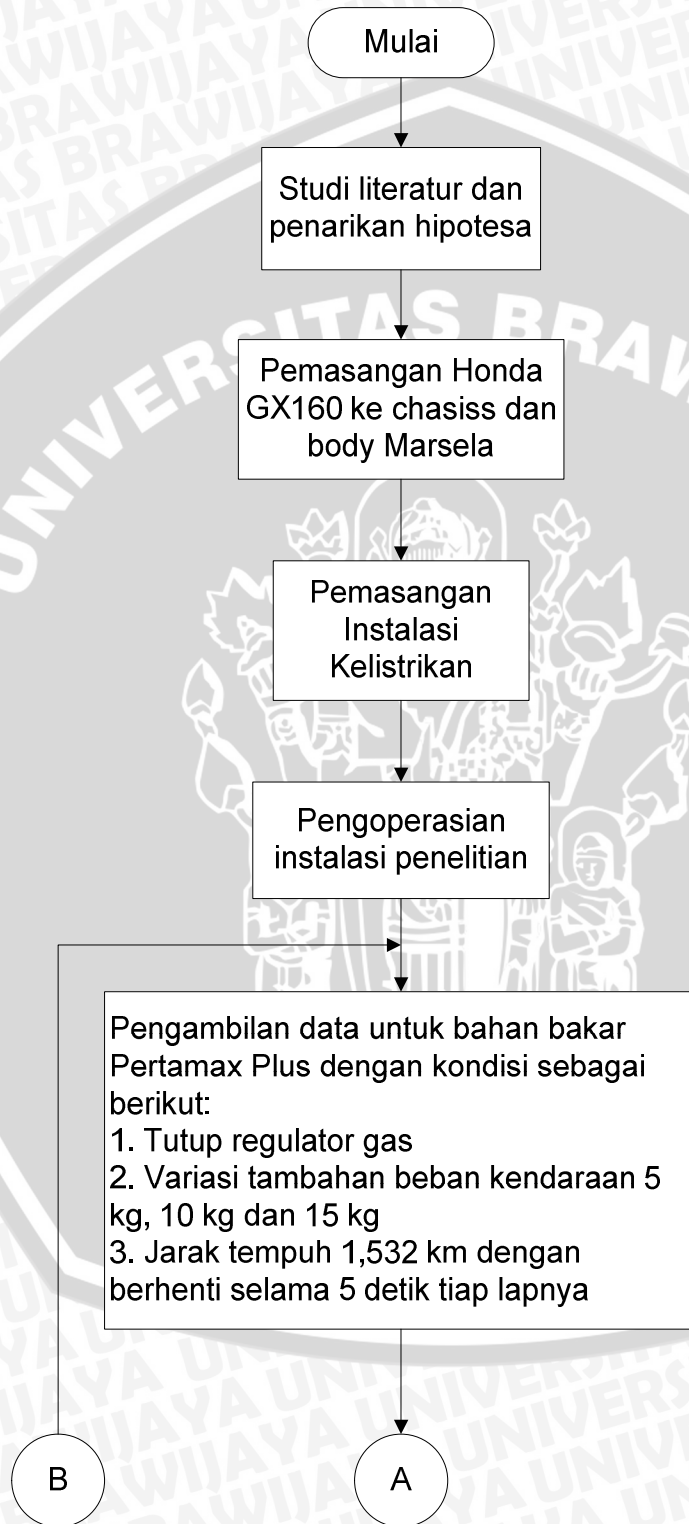 Mulai
Studi literatur dan
penarikan hipotesa
Pemasangan Honda
GX160 ke chasiss dan
body Marsela
Pemasangan
Instalasi
Kelistrikan
Pengoperasian
instalasi penelitian
Pengambilan data untuk bahan bakar
Pertamax Plus dengan kondisi sebagai
berikut:
1. Tutup regulator gas
2. Variasi tambahan beban kendaraan 5
kg, 10 kg dan 15 kg
3. Jarak tempuh 1,532 km dengan
berhenti selama 5 detik tiap lapnya
B
A
UNIVERSITAS BRAW